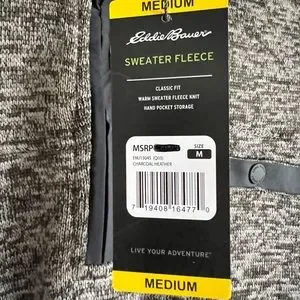 MEDIUM
Eddie Bauer
SWEATER FLEECE
CLASSIC FIT
WARM SWEATER FLEECE KNIT
HAND POCKET STORAGE
MSRP
SIZE
M
CHARCOAL HEATHER
7 19408 16477 0
LIVE YOUR ADVENTURE
MEDIUM